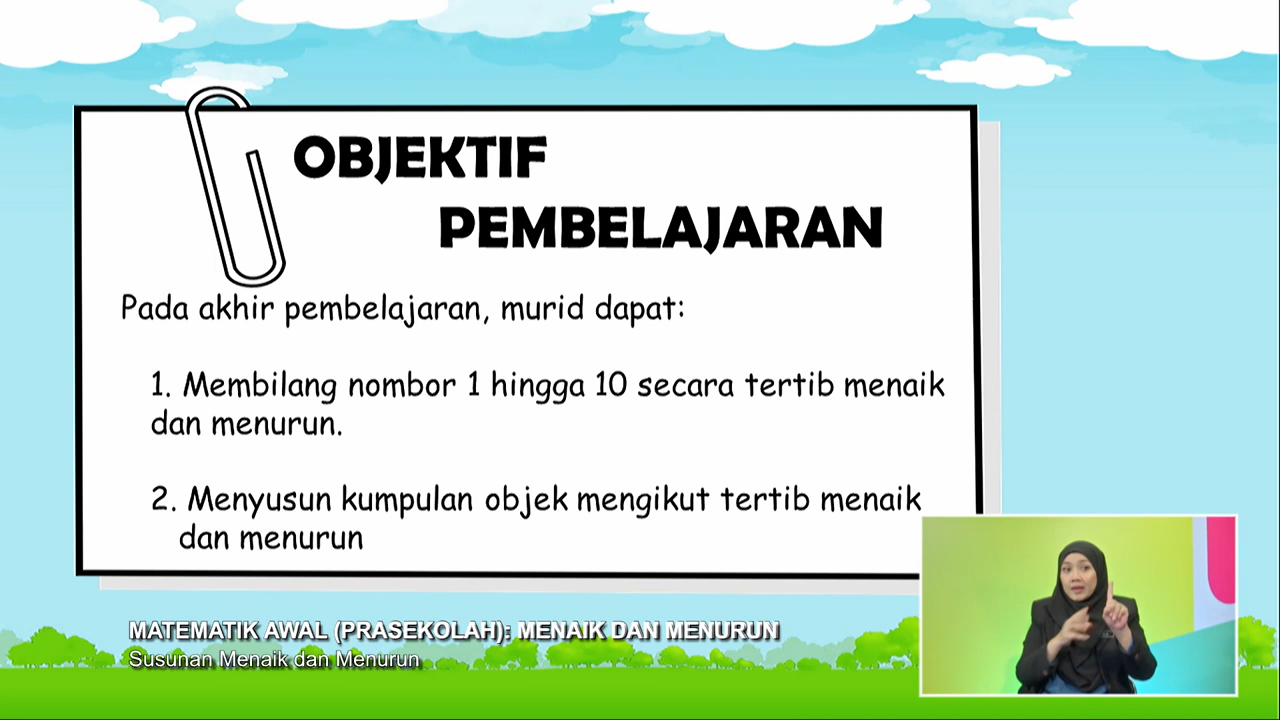 OBJEKTIF
PEMBELAJARAN
Pada akhir pembelajaran, murid dapat:
1. Membilang nombor 1 hingga 10 secara tertib menaik
dan menurun.
2. Menyusun kumpulan objek mengikut tertib menaik
dan menurun
MATEMATIK AWAL (PRASEKOLAH): MENAIK DAN MENURUN
Susunan Menaik dan Menurun